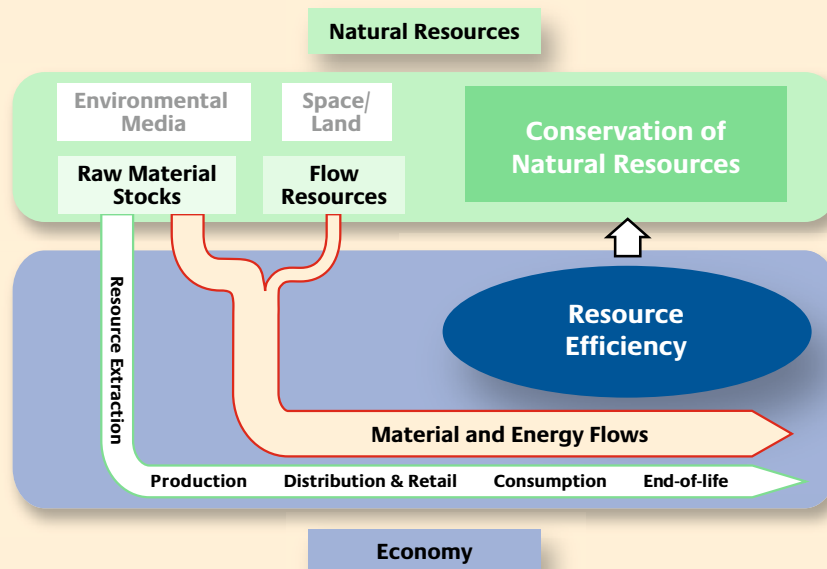 Natural Resources
Environmental
Media
Space/
Land
Conservation of
Natural Resources
Raw Material
Stocks
Flow
Resources
Resource Extraction
Resource
Efficiency
Material and Energy Flows
Production
Distribution & Retail
Consumption
End-of-life
Economy